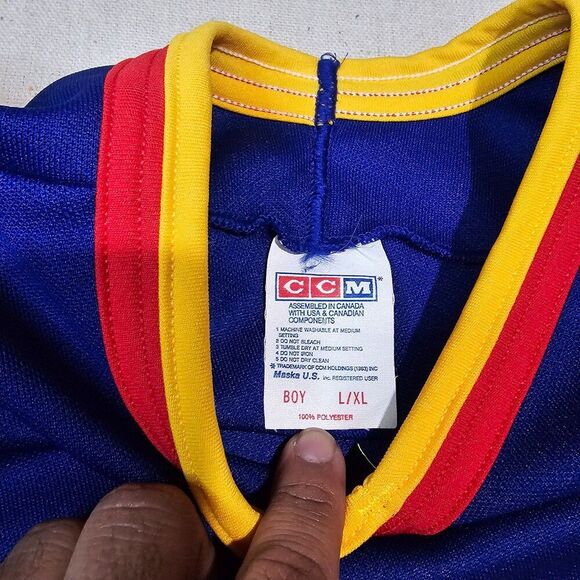 CCM*
ASSEMBLED IN CANADA
WITH USA & CANADIAN
COMPONENTS
1 MACHINE WASHABLE AT MEDIUM
SETTING
2 DO NOT BLEACH
3 TUMBLE DRY AT MEDIUM SETTING
4 DO NOT IRON
5 DO NOT DRY CLEAN
* TRADEMARK OF CCM HOLDINGS (1983) INC
Maska U.S. Inc. REGISTERED USER
BOY L/XL
100% POLYESTER